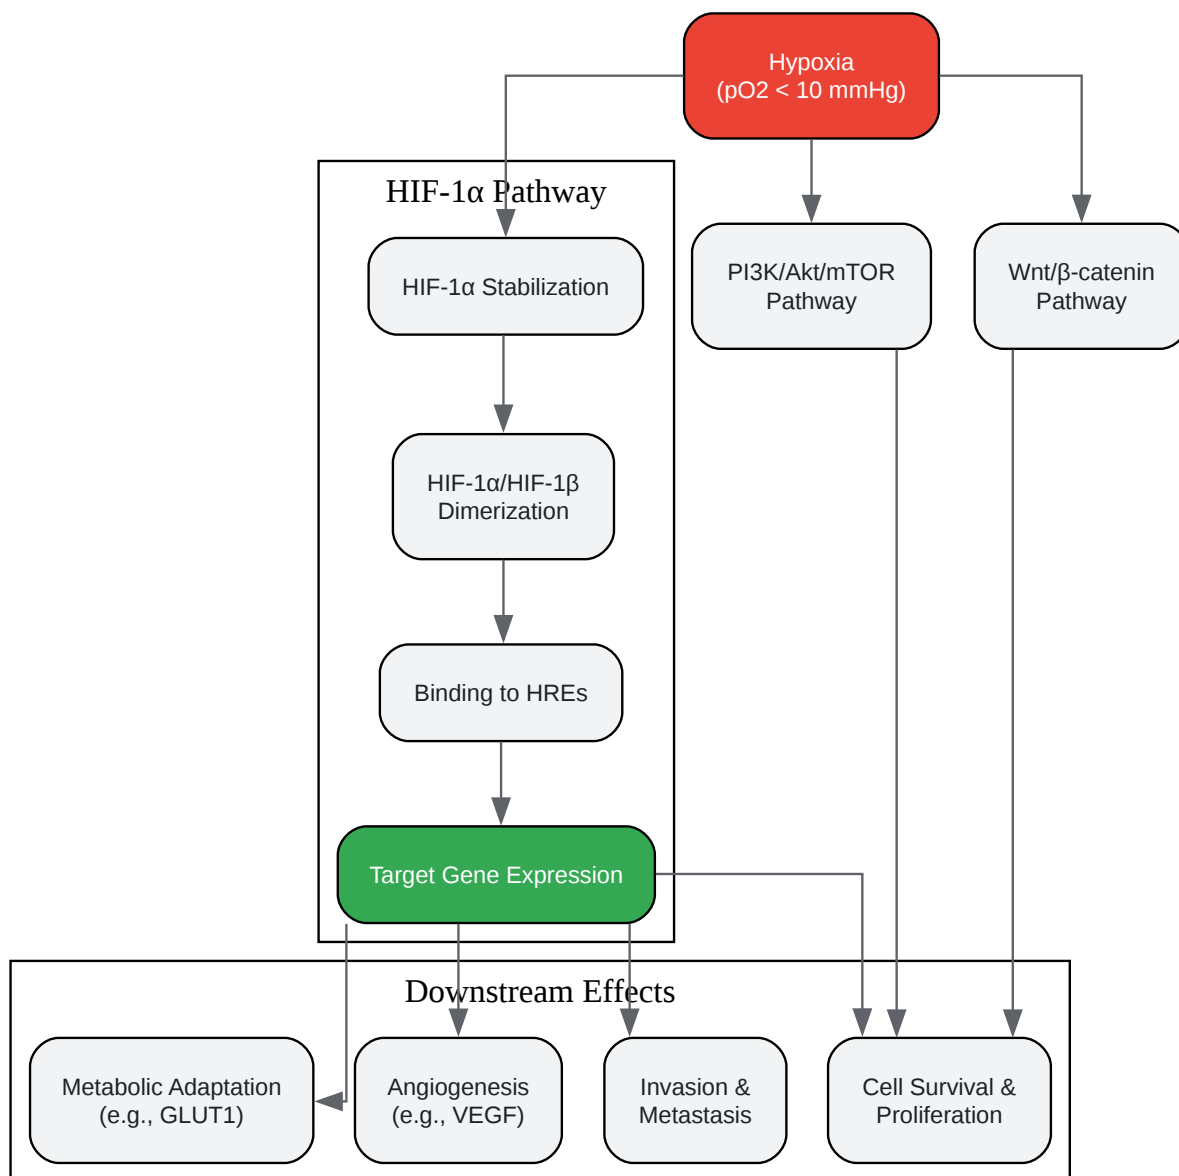 Hypoxia
(pO2 < 10 mmHg)
HIF-1α Pathway
HIF-1α Stabilization
PI3K/Akt/mTOR
Pathway
Wnt/β-catenin
Pathway
HIF-1α/HIF-1β
Dimerization
Binding to HREs
Target Gene Expression
Downstream Effects
Metabolic Adaptation
(e.g., GLUT1)
Angiogenesis
(e.g., VEGF)
Invasion &
Metastasis
Cell Survival &
Proliferation